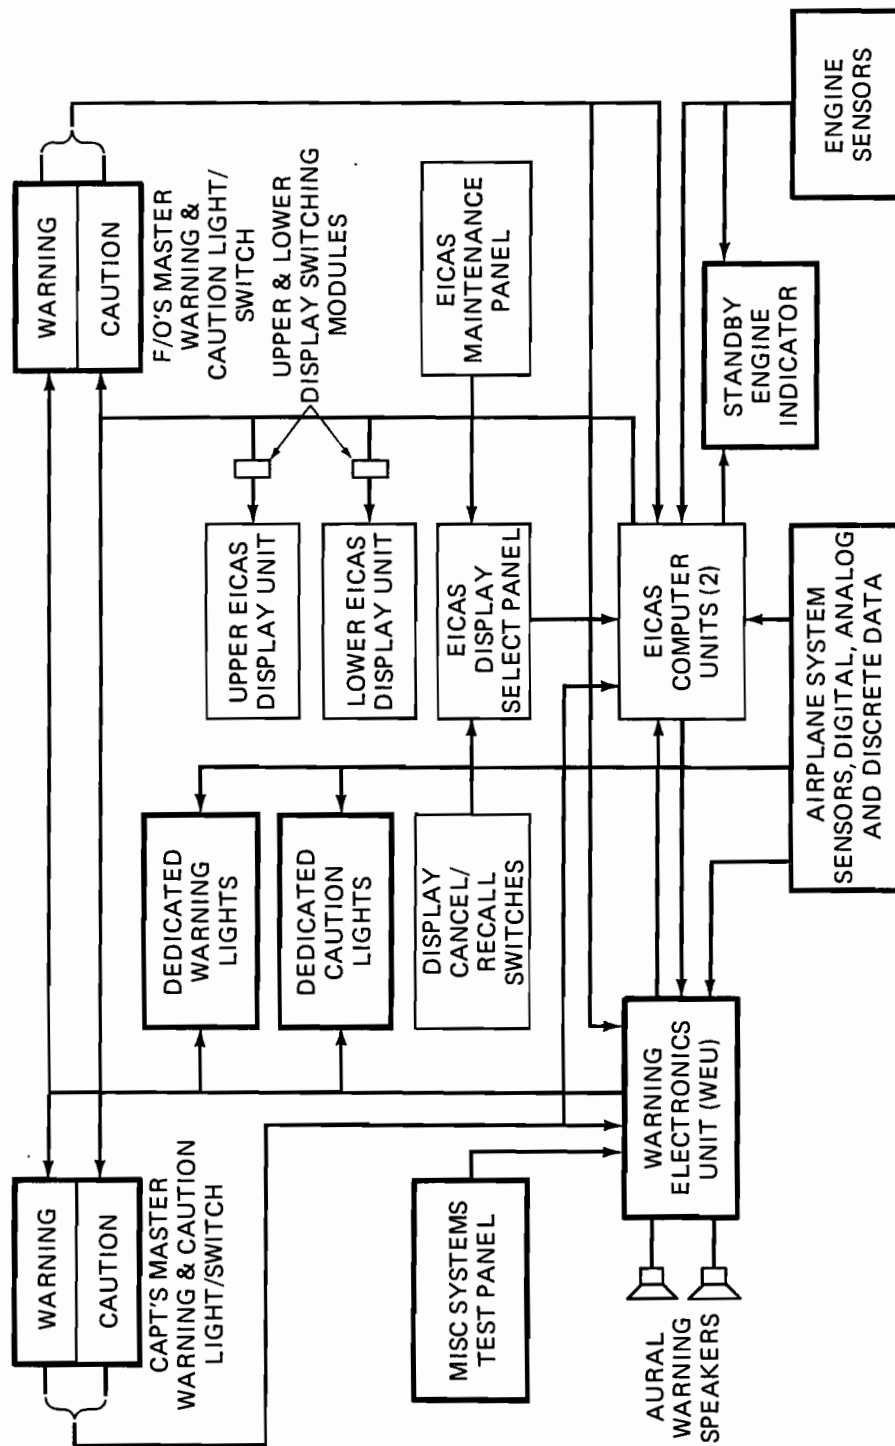 WARNING
CAUTION
CAPT'S MASTER
WARNING & CAUTION
LIGHT/SWITCH
WARNING
CAUTION
F/O'S MASTER
WARNING &
CAUTION LIGHT/
SWITCH
UPPER & LOWER
DISPLAY SWITCHING
MODULES
DEDICATED
WARNING
LIGHTS
DEDICATED
CAUTION
LIGHTS
UPPER EICAS
DISPLAY UNIT
LOWER EICAS
DISPLAY UNIT
MISC SYSTEMS
TEST PANEL
DISPLAY
CANCEL/
RECALL
SWITCHES
EICAS
DISPLAY
SELECT PANEL
EICAS
MAINTENANCE
PANEL
AURAL
WARNING
SPEAKERS
WARNING
ELECTRONICS
UNIT (WEU)
EICAS
COMPUTER
UNITS (2)
STANDBY
ENGINE
INDICATOR
AIRPLANE SYSTEM
SENSORS, DIGITAL, ANALOG
AND DISCRETE DATA
ENGINE
SENSORS